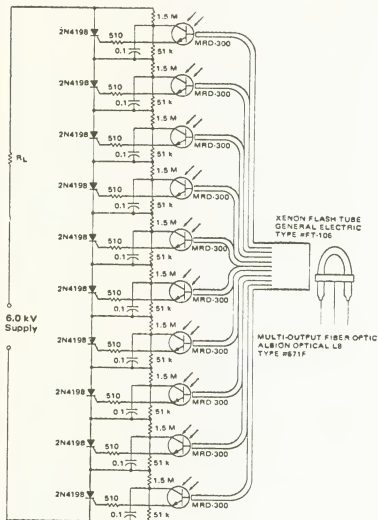 1.5 M
2N4198 510
MRD-300
0.1 51 k
1.5 M
2N4198 510
MRD-300
0.1 51 k
1.5 M
2N4198 510
MRD-300
0.1 51 k
1.5 M
2N4198 510
MRD-300
0.1 51 k
1.5 M
2N4198 510
MRD-300
0.1 51 k
1.5 M
2N4198 510
MRD-300
0.1 51 k
1.5 M
2N4198 510
MRD-300
0.1 51 k
1.5 M
2N4198 510
MRD-300
0.1 51 k
1.5 M
2N4198 510
MRD-300
0.1 51 k
1.5 M
2N4198 510
MRD-300
0.1 51 k
RL
6.0 kV
Supply
XENON FLASH TUBE
GENERAL ELECTRIC
TYPE #FT-106
MULTI-OUTPUT FIBER OPTIC
ALBION OPTICAL LB
TYPE #671F